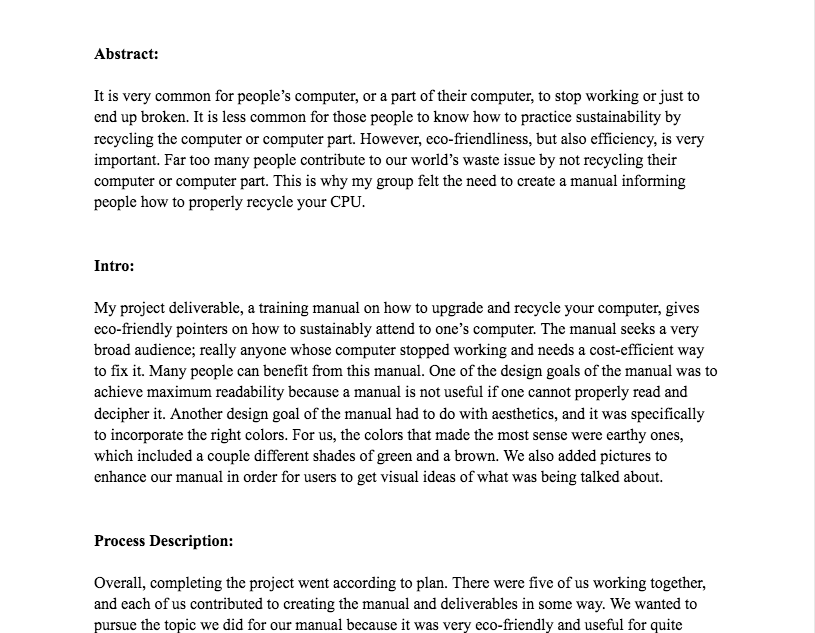 Abstract:
It is very common for people’s computer, or a part of their computer, to stop working or just to
end up broken. It is less common for those people to know how to practice sustainability by
recycling the computer or computer part. However, eco-friendliness, but also efficiency, is very
important. Far too many people contribute to our world’s waste issue by not recycling their
computer or computer part. This is why my group felt the need to create a manual informing
people how to properly recycle your CPU.
Intro:
My project deliverable, a training manual on how to upgrade and recycle your computer, gives
eco-friendly pointers on how to sustainably attend to one’s computer. The manual seeks a very
broad audience; really anyone whose computer stopped working and needs a cost-efficient way
to fix it. Many people can benefit from this manual. One of the design goals of the manual was to
achieve maximum readability because a manual is not useful if one cannot properly read and
decipher it. Another design goal of the manual had to do with aesthetics, and it was specifically
to incorporate the right colors. For us, the colors that made the most sense were earthy ones,
which included a couple different shades of green and a brown. We also added pictures to
enhance our manual in order for users to get visual ideas of what was being talked about.
Process Description:
Overall, completing the project went according to plan. There were five of us working together,
and each of us contributed to creating the manual and deliverables in some way. We wanted to
pursue the topic we did for our manual because it was very eco-friendly and useful for quite